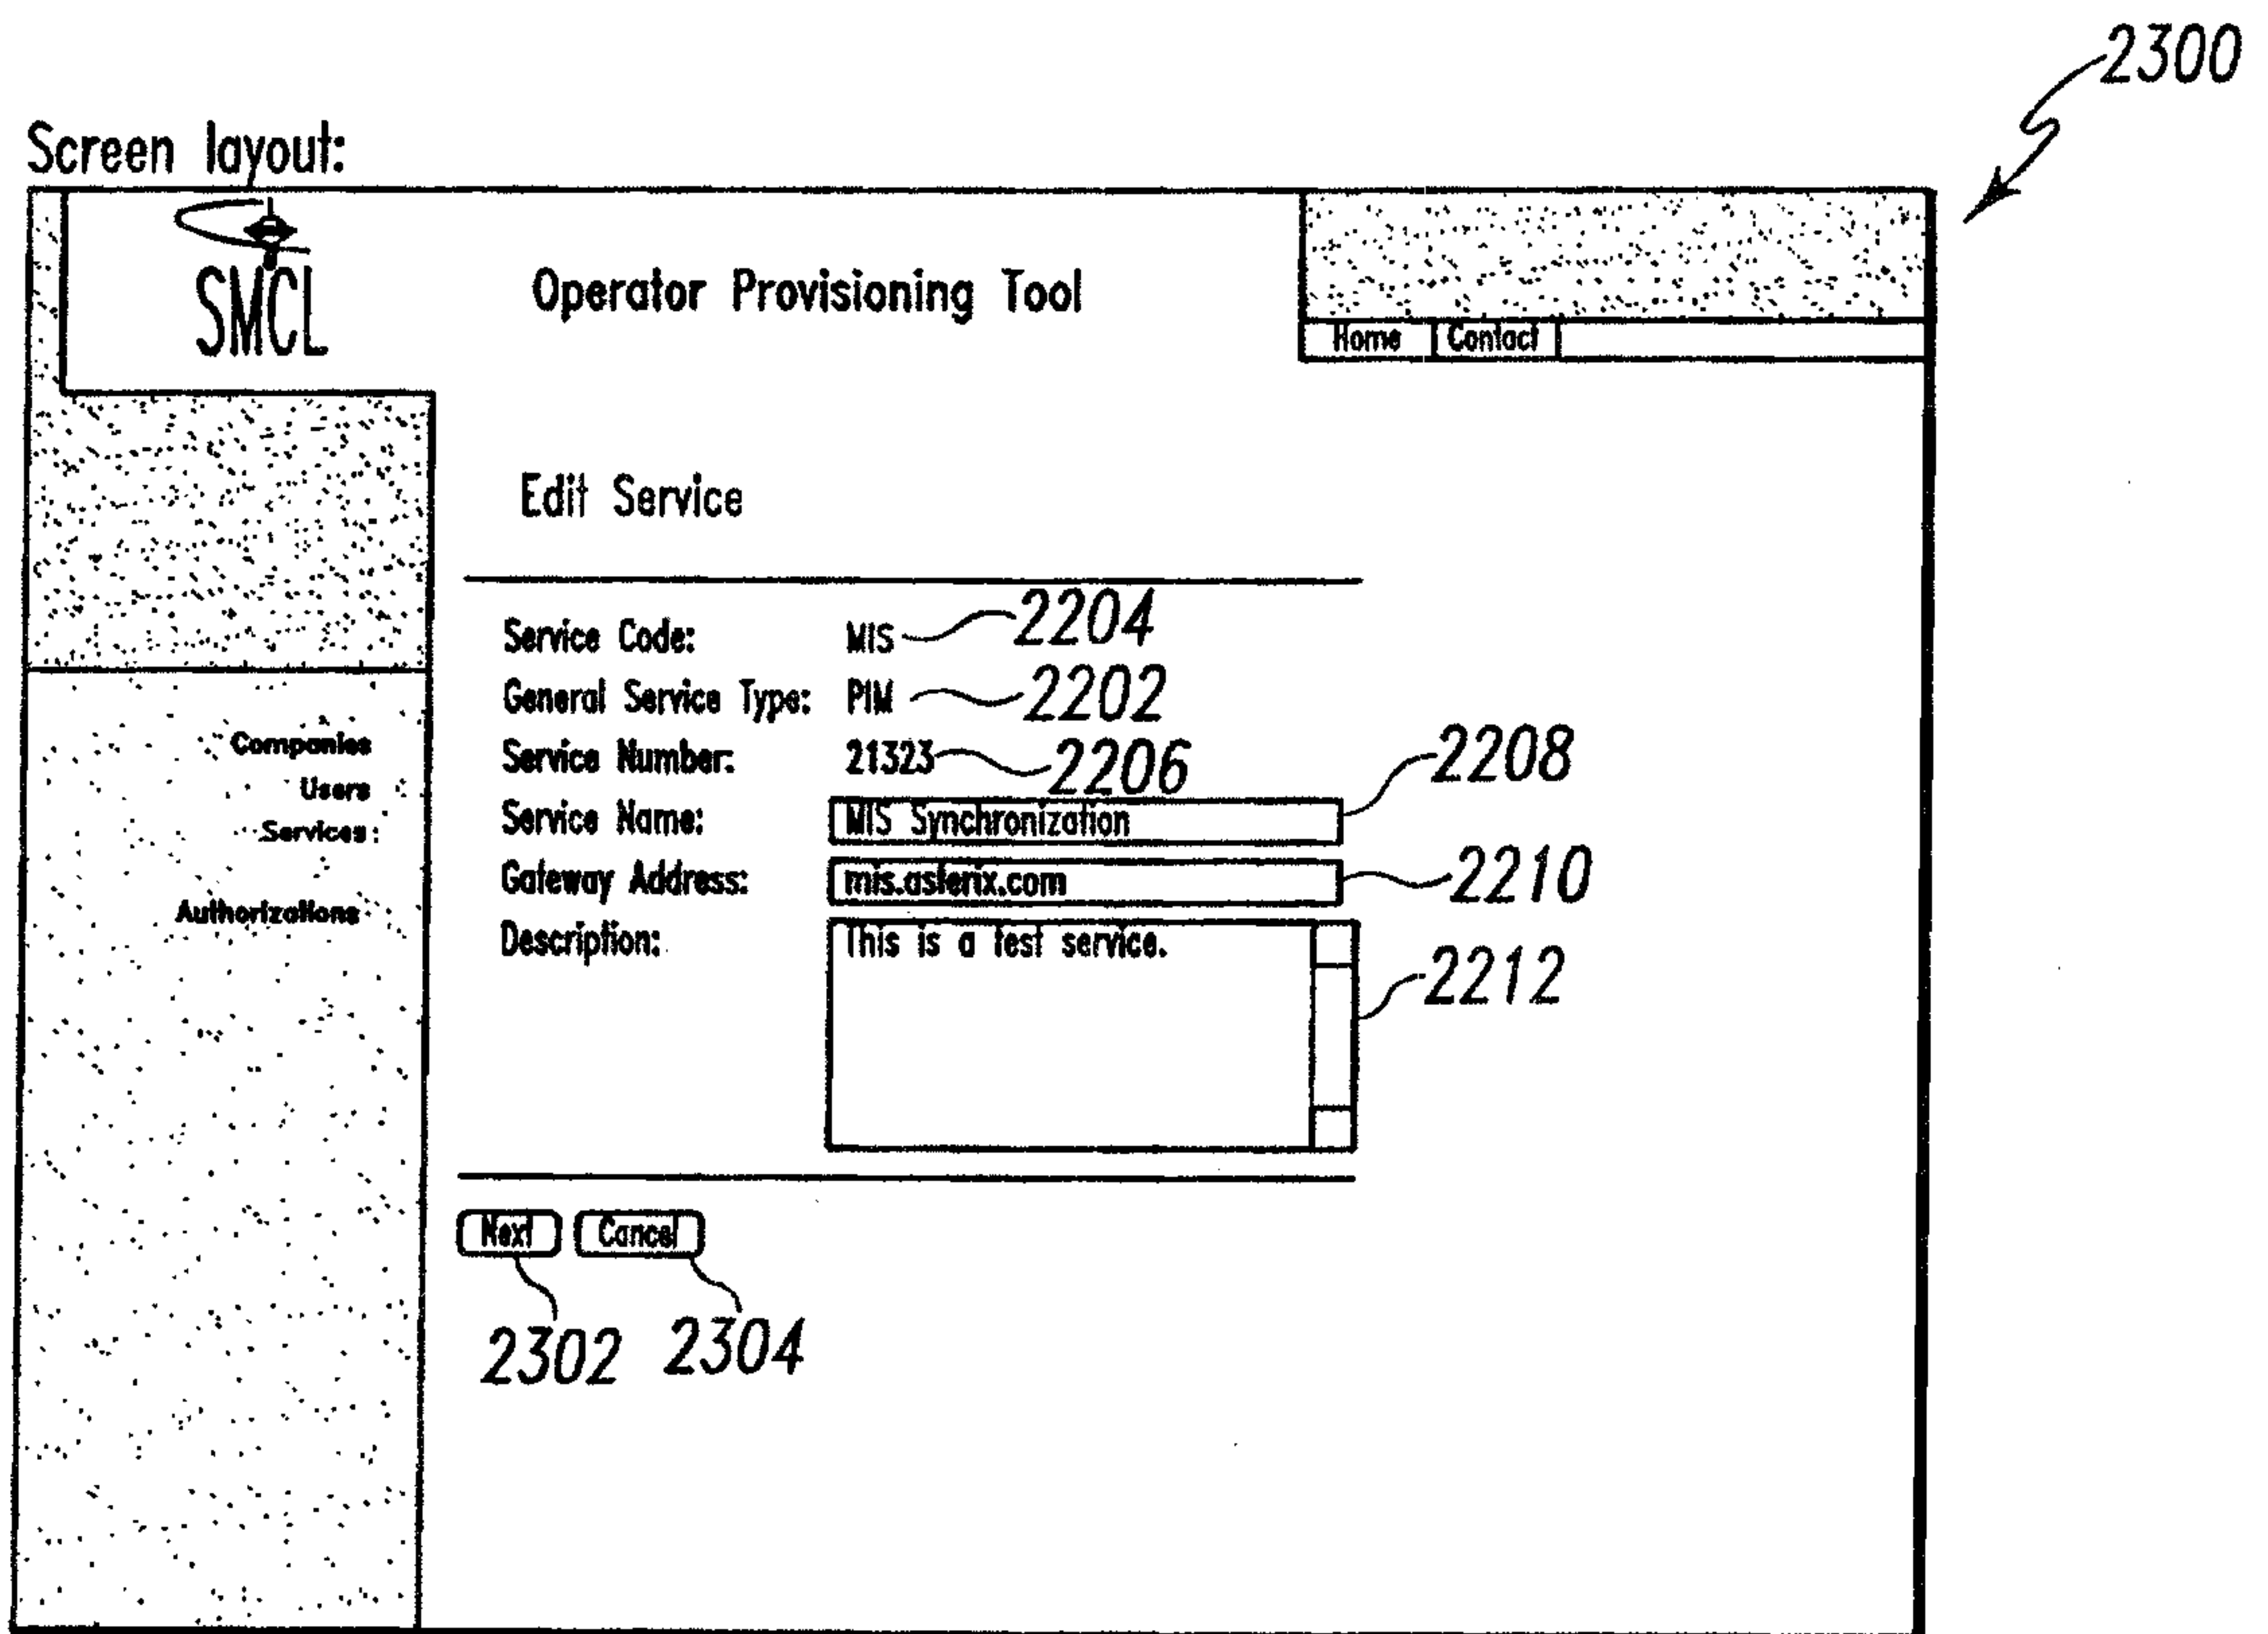 2300
Screen layout:
SMCL
Operator Provisioning Tool
Home Contact
Edit Service
Service Code: MIS 2204
General Service Type: PIM 2202
Service Number: 21323 2206
Service Name: MIS Synchronization 2208
Gateway Address: mis.asterix.com 2210
Description: This is a test service. 2212
Companies
Users
Services
Authorizations
Next Cancel
2302 2304